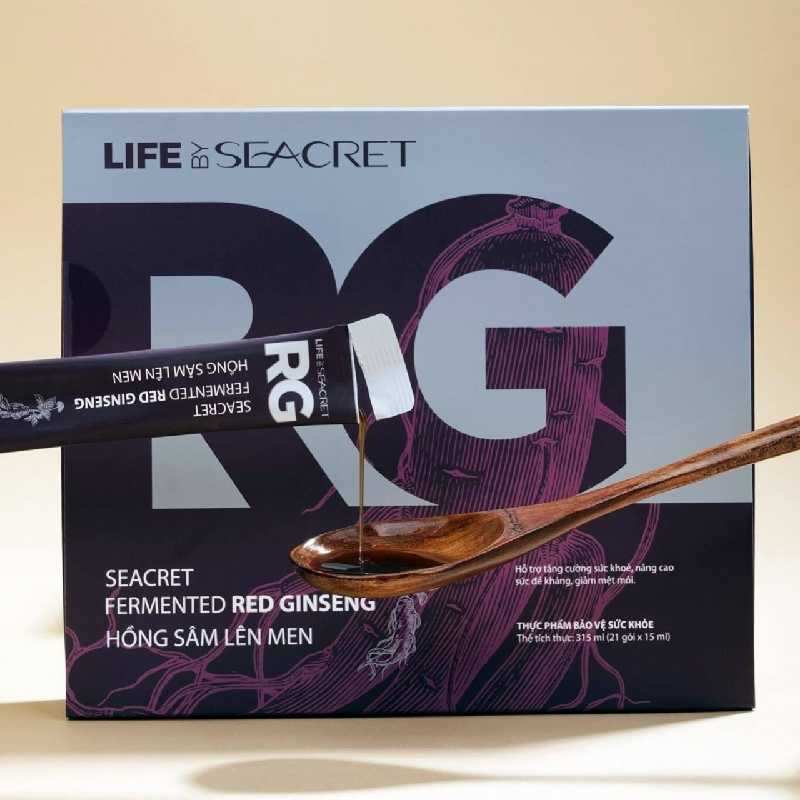 LIFE BY SEACRET
RG
LIFE BY SEACRET
RG
SEACRET
FERMENTED RED GINSENG
HỒNG SÂM LÊN MEN
SEACRET
FERMENTED RED GINSENG
HỒNG SÂM LÊN MEN
Hỗ trợ tăng cường sức khoẻ, nâng cao
sức đề kháng, giảm mệt mỏi.
THỰC PHẨM BẢO VỆ SỨC KHỎE
Thể tích thực: 315 ml (21 gói x 15 ml)